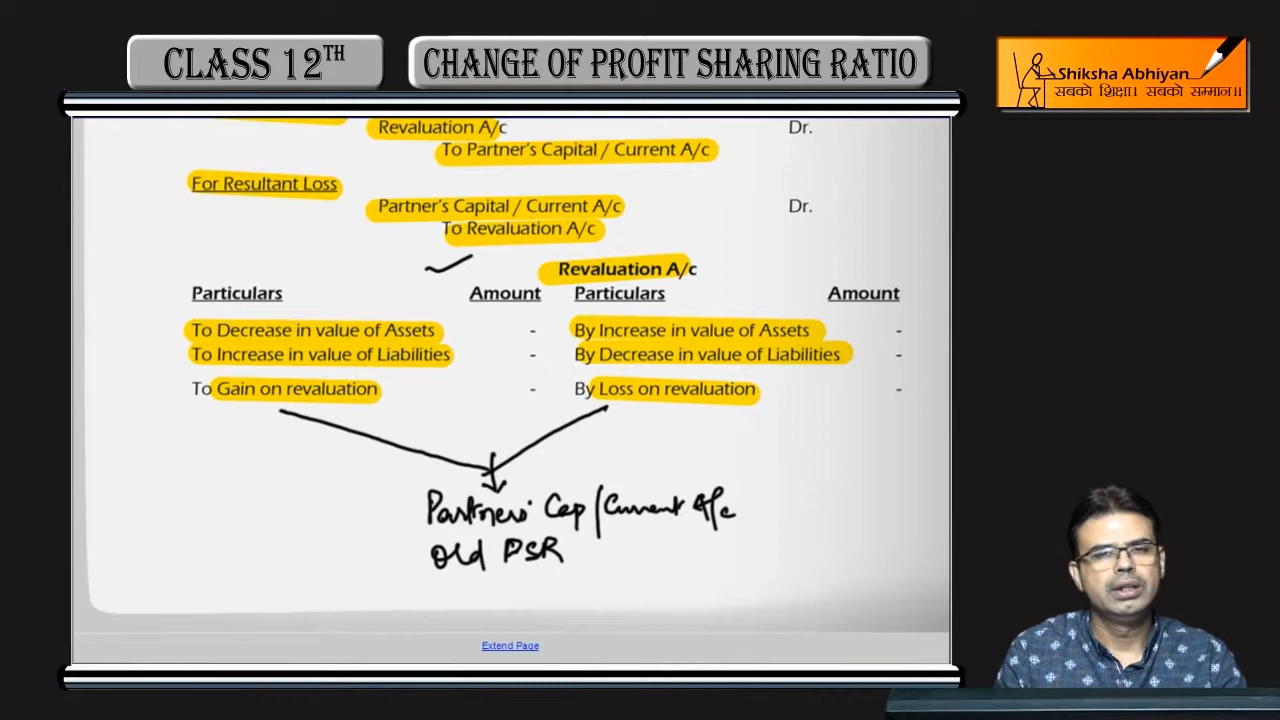 CLASS 12TH
CHANGE OF PROFIT SHARING RATIO
Shiksha Abhiyan
सबको शिक्षा। सबको सम्मान।।
Revaluation A/c Dr.
To Partner's Capital / Current A/c
For Resultant Loss
Partner's Capital / Current A/c Dr.
To Revaluation A/c
Revaluation A/c
Particulars Amount Particulars Amount
To Decrease in value of Assets - By Increase in value of Assets -
To Increase in value of Liabilities - By Decrease in value of Liabilities -
To Gain on revaluation - By Loss on revaluation -
Partners' Cap / Current A/c
Old PSR
Extend Page